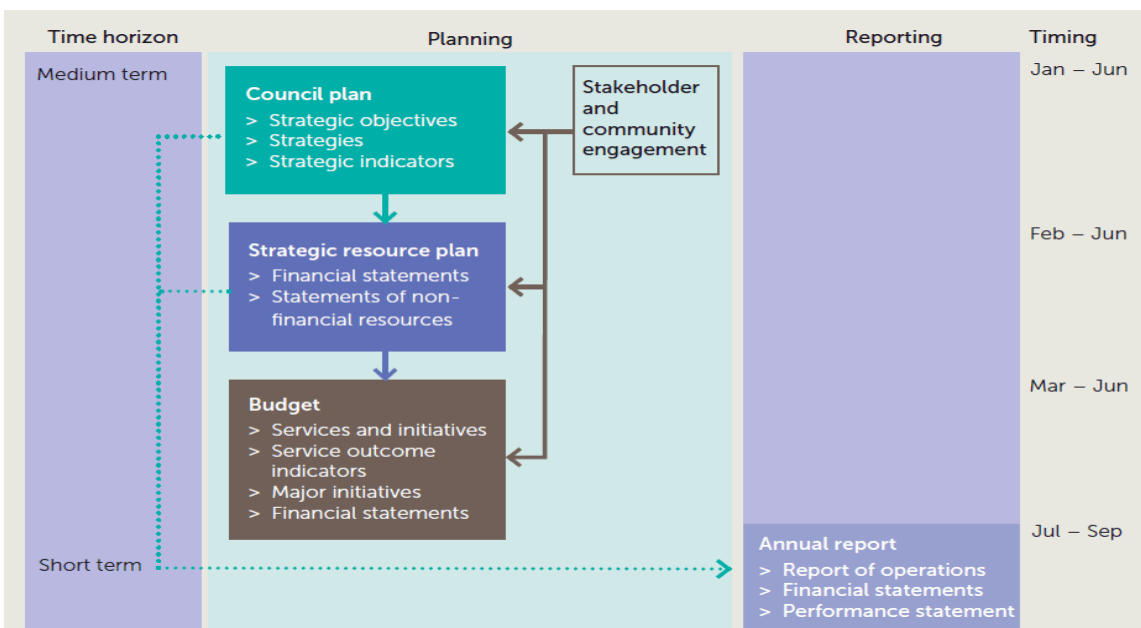 Time horizon
Planning
Reporting
Timing
Medium term
Jan – Jun
Council plan
> Strategic objectives
> Strategies
> Strategic indicators
Stakeholder
and
community
engagement
Feb – Jun
Strategic resource plan
> Financial statements
> Statements of non-
financial resources
Mar – Jun
Budget
> Services and initiatives
> Service outcome
indicators
> Major initiatives
> Financial statements
Jul – Sep
Short term
Annual report
> Report of operations
> Financial statements
> Performance statement